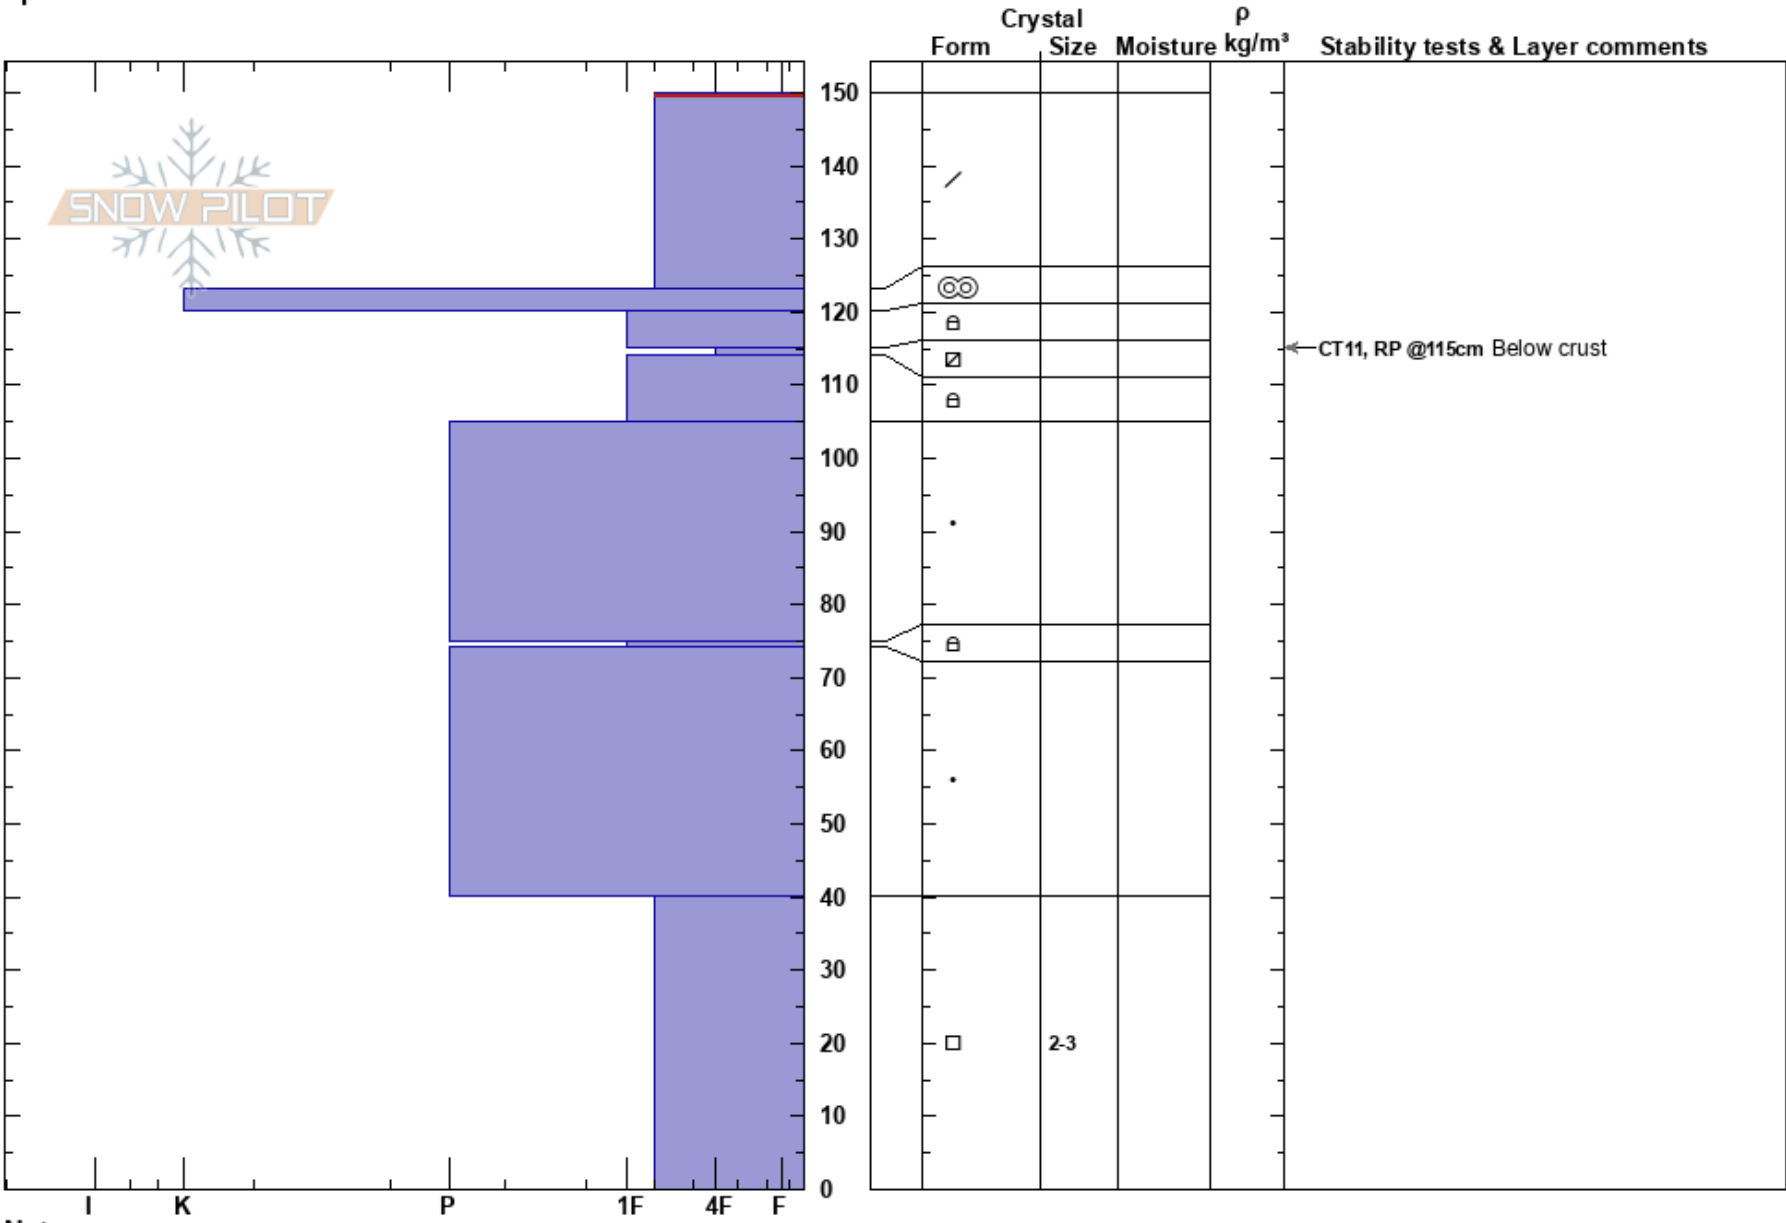 Crystal
ρ
Form Size Moisture kg/m³ Stability tests & Layer comments
150
140
SNOW PILOT
130
120
CT11, RP @115cm Below crust
110
100
90
80
70
60
50
40
30
20 2-3
10
0
I K P 1F 4F F